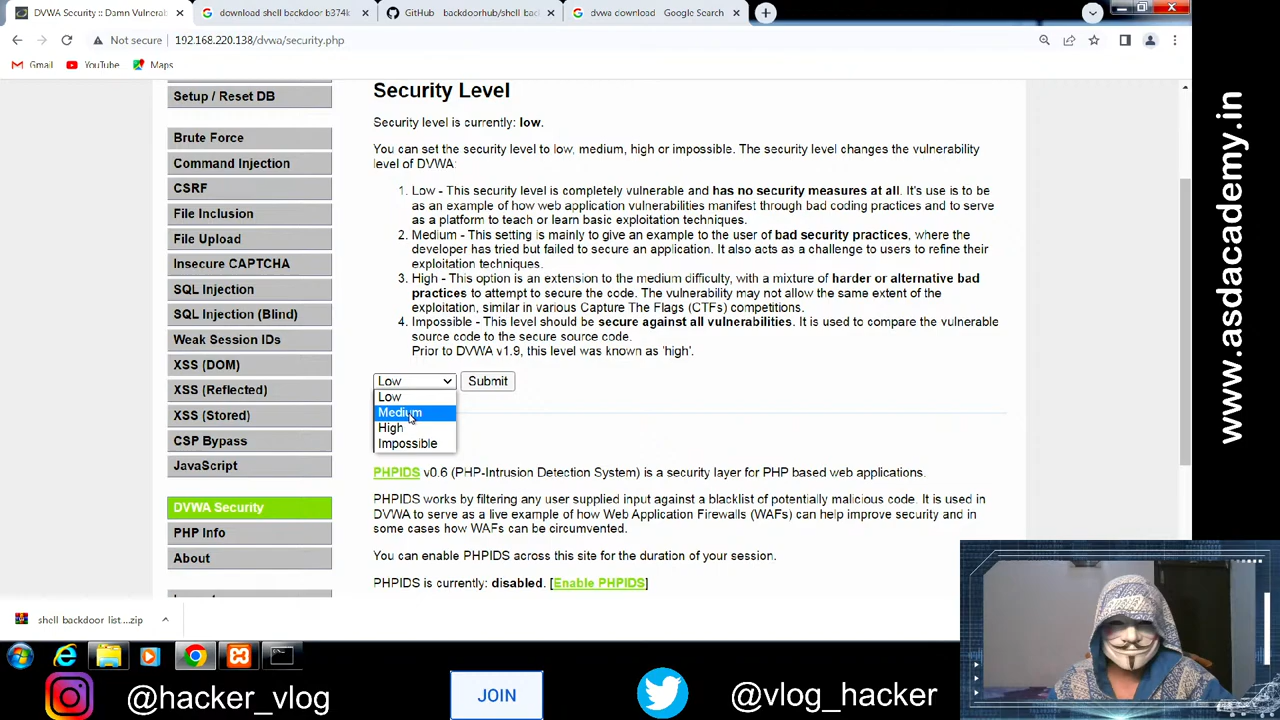 DVWA Security :: Damn Vulnerab
download shell backdoor b374k
GitHub - backdoorhub/shell-bac
dvwa download - Google Search
Not secure
192.168.220.138/dvwa/security.php
Gmail
YouTube
Maps
Setup / Reset DB
Brute Force
Command Injection
CSRF
File Inclusion
File Upload
Insecure CAPTCHA
SQL Injection
SQL Injection (Blind)
Weak Session IDs
XSS (DOM)
XSS (Reflected)
XSS (Stored)
CSP Bypass
JavaScript
DVWA Security
PHP Info
About
Security Level
Security level is currently: low.
You can set the security level to low, medium, high or impossible. The security level changes the vulnerability
level of DVWA:
1. Low - This security level is completely vulnerable and has no security measures at all. It's use is to be
as an example of how web application vulnerabilities manifest through bad coding practices and to serve
as a platform to teach or learn basic exploitation techniques.
2. Medium - This setting is mainly to give an example to the user of bad security practices, where the
developer has tried but failed to secure an application. It also acts as a challenge to users to refine their
exploitation techniques.
3. High - This option is an extension to the medium difficulty, with a mixture of harder or alternative bad
practices to attempt to secure the code. The vulnerability may not allow the same extent of the
exploitation, similar in various Capture The Flags (CTFs) competitions.
4. Impossible - This level should be secure against all vulnerabilities. It is used to compare the vulnerable
source code to the secure source code.
Prior to DVWA v1.9, this level was known as 'high'.
Low
Submit
Low
Medium
High
Impossible
PHPIDS v0.6 (PHP-Intrusion Detection System) is a security layer for PHP based web applications.
PHPIDS works by filtering any user supplied input against a blacklist of potentially malicious code. It is used in
DVWA to serve as a live example of how Web Application Firewalls (WAFs) can help improve security and in
some cases how WAFs can be circumvented.
You can enable PHPIDS across this site for the duration of your session.
PHPIDS is currently: disabled. [Enable PHPIDS]
shell backdoor list...zip
@hacker_vlog
JOIN
@vlog_hacker
www.asdacademy.in